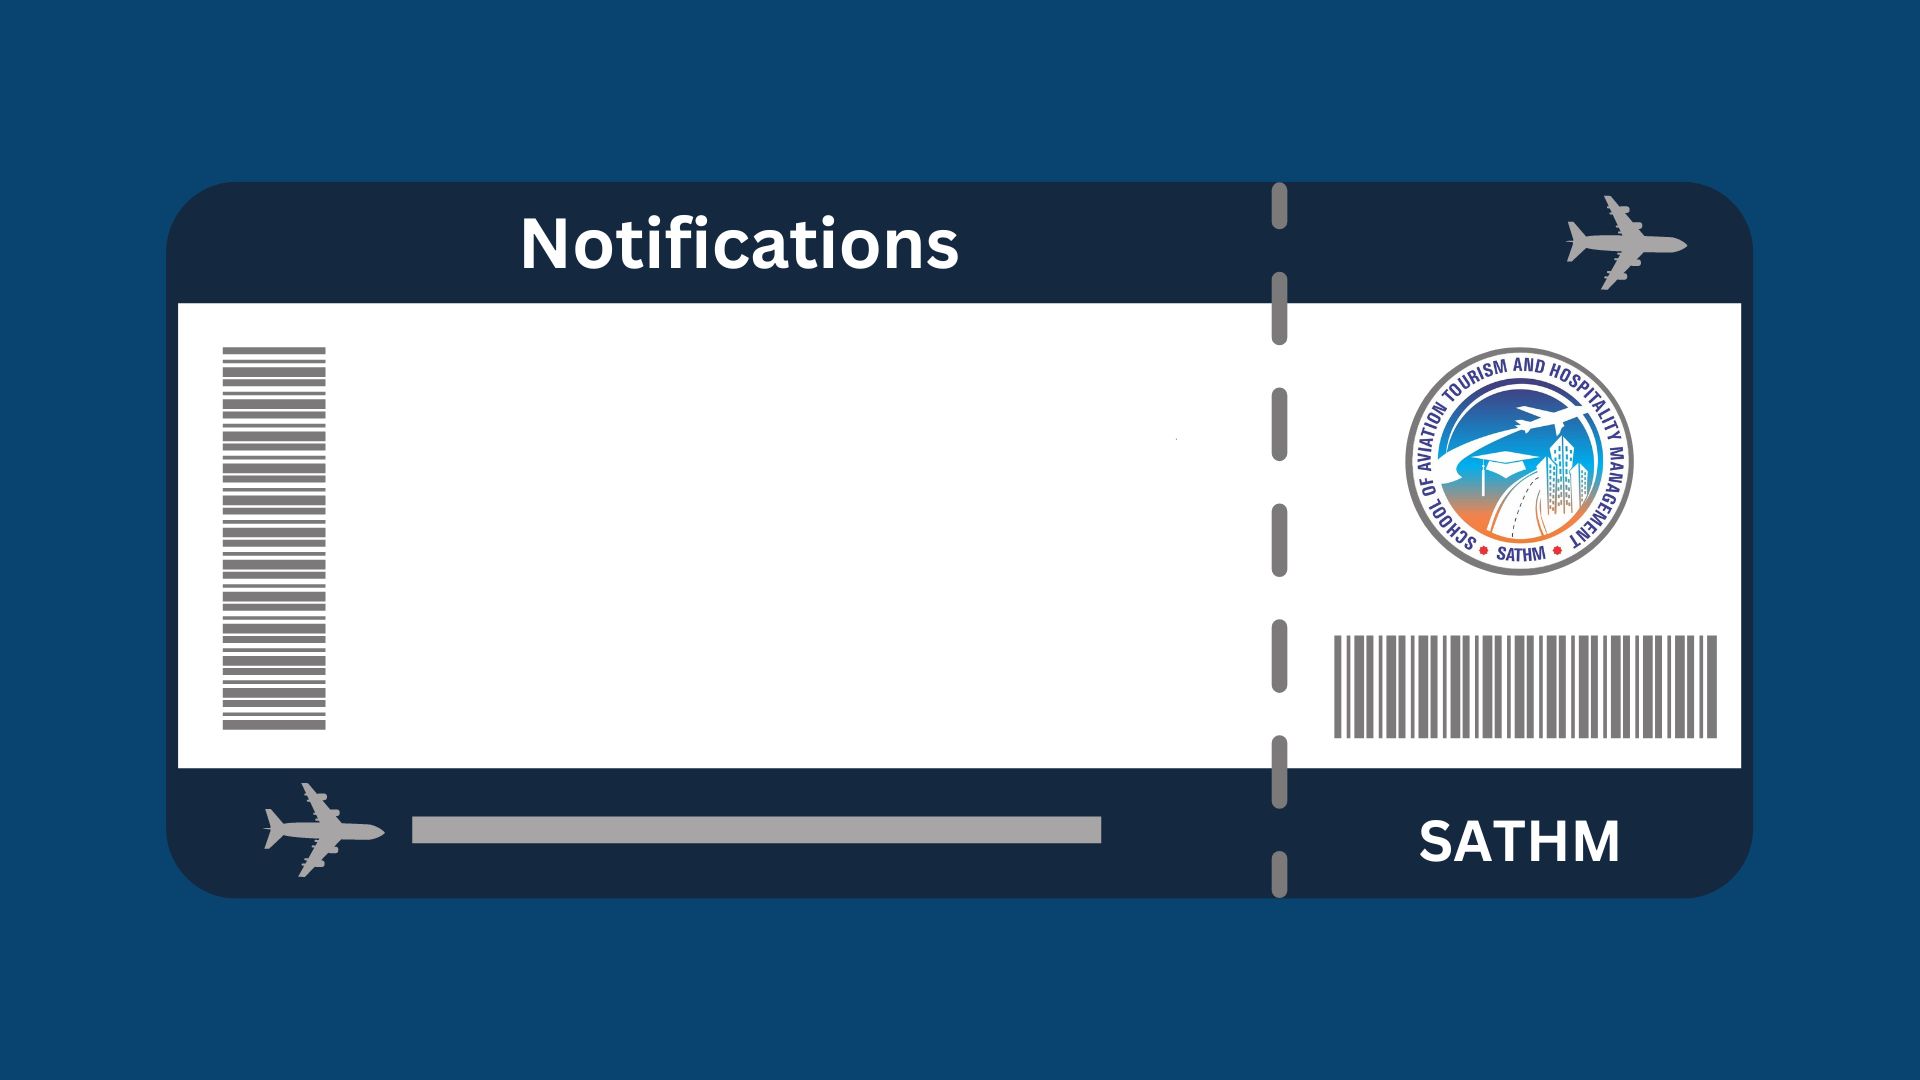 Notifications
SCHOOL OF AVIATION TOURISM AND HOSPITALITY MANAGEMENT
SATHM
SATHM